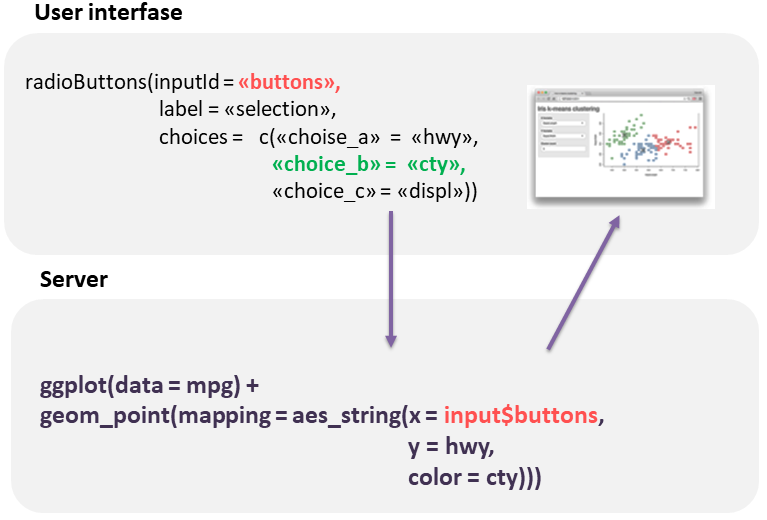 User interfase
radioButtons(inputId = «buttons»,
label = «selection»,
choices = c(«choise_a» = «hwy»,
«choice_b» = «cty»,
«choice_c» = «displ»))
Iris k-means clustering
Server
ggplot(data = mpg) +
geom_point(mapping = aes_string(x = input$buttons,
y = hwy,
color = cty)))